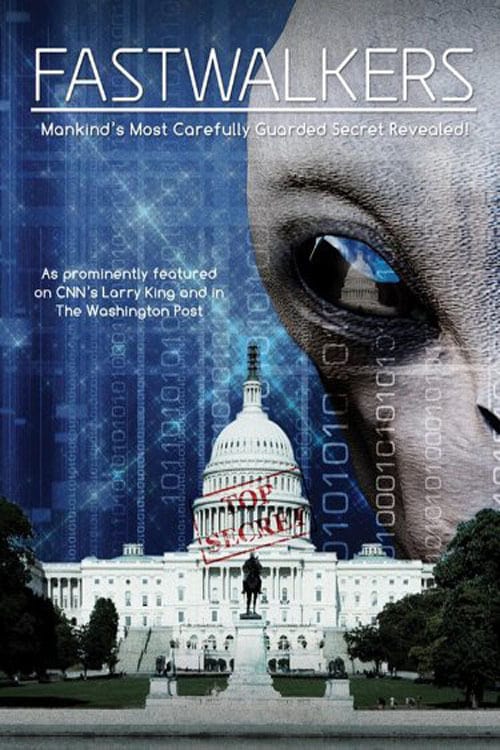 FASTWALKERS
Mankind's Most Carefully Guarded Secret Revealed!
As prominently featured
on CNN's Larry King and in
The Washington Post
TOP
SECRET